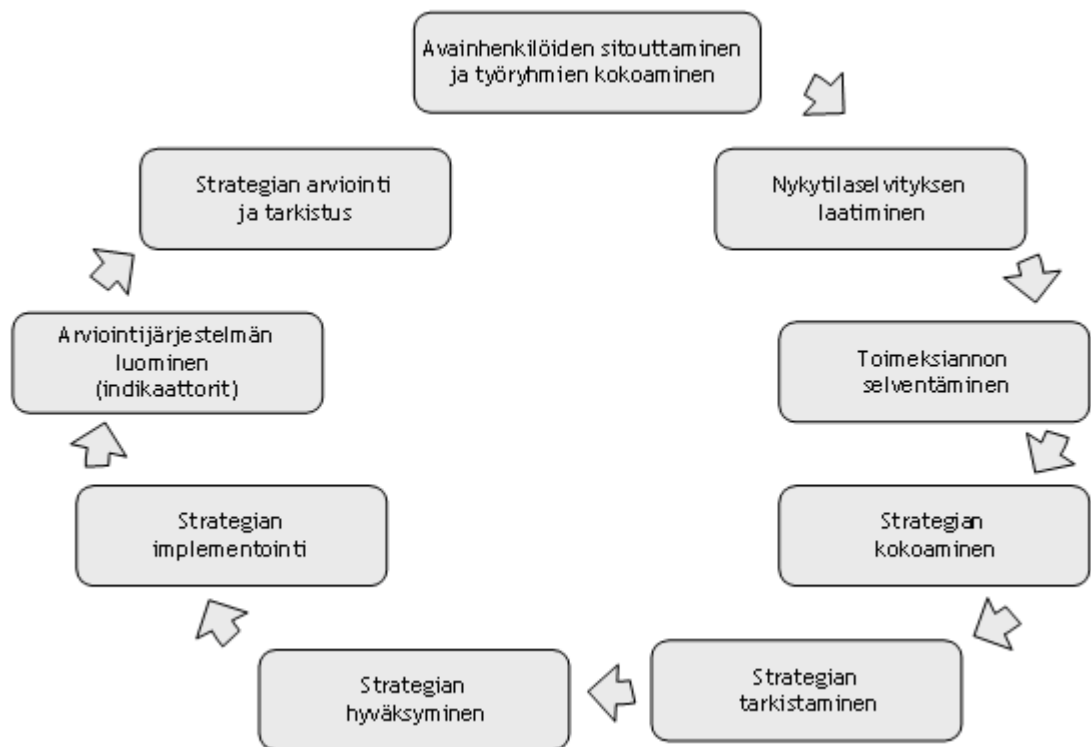 Avainhenkilöiden sitouttaminen
ja työryhmien kokoaminen
Nykytilaselvityksen
laatiminen
Toimeksiannon
selventäminen
Strategian
kokoaminen
Strategian
tarkistaminen
Strategian
hyväksyminen
Strategian
implementointi
Arviointijärjestelmän
luominen
(indikaattorit)
Strategian arviointi
ja tarkistus